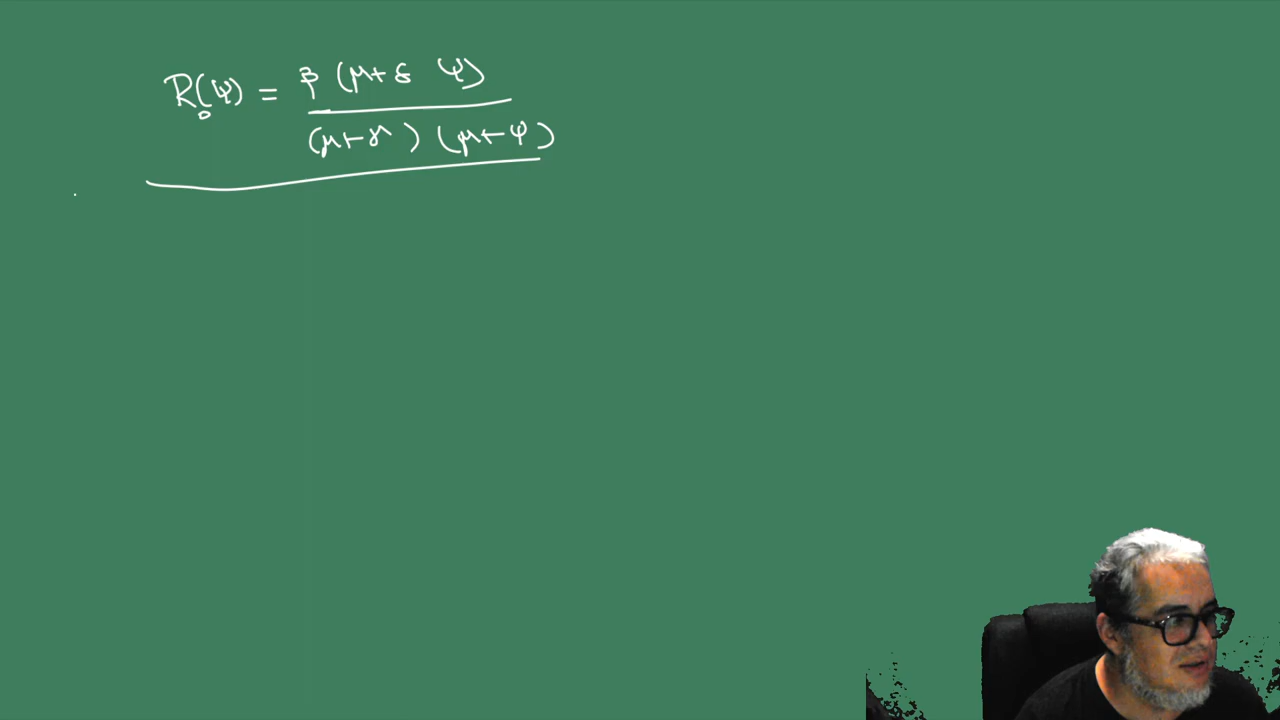 R₀(ψ) = β (μ+δ ψ)
(μ+γ) (μ+φ)